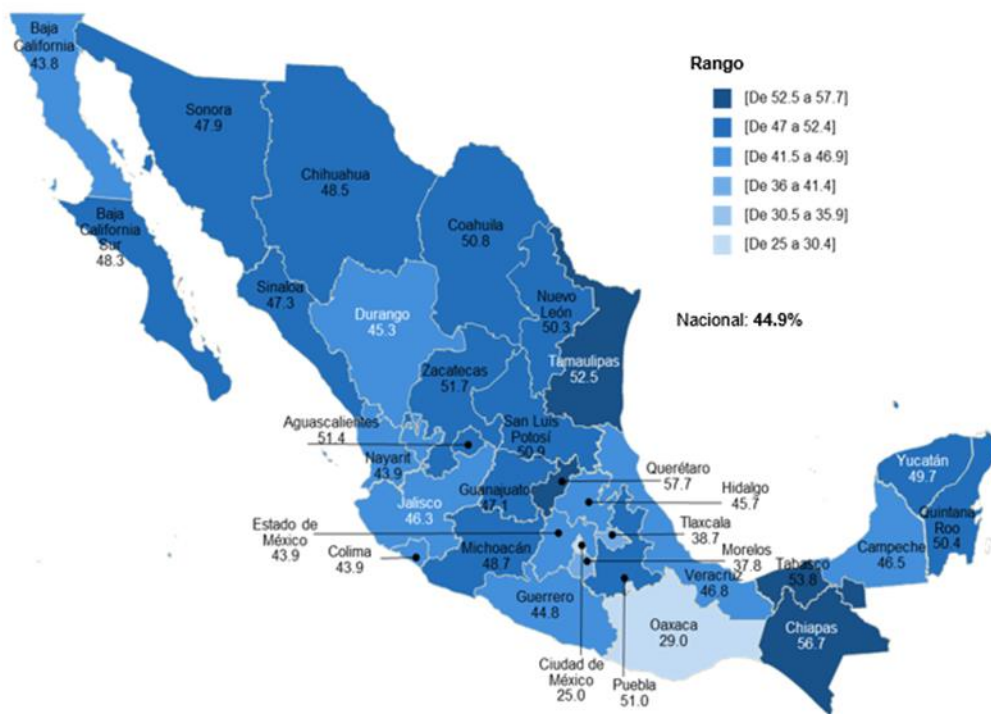 Baja
California
43.8
Sonora
47.9
Chihuahua
48.5
Coahuila
50.8
Baja
California
Sur
48.3
Sinaloa
47.3
Durango
45.3
Nuevo
León
50.3
Tamaulipas
52.5
Zacatecas
51.7
Aguascalientes
51.4
San Luis
Potosí
50.9
Nayarit
43.9
Jalisco
46.3
Guanajuato
47.1
Querétaro
57.7
Hidalgo
45.7
Estado de
México
43.9
Colima
43.9
Michoacán
48.7
Tlaxcala
38.7
Morelos
37.8
Veracruz
46.8
Guerrero
44.8
Ciudad de
México
25.0
Puebla
51.0
Oaxaca
29.0
Tabasco
53.8
Chiapas
56.7
Campeche
46.5
Yucatán
49.7
Quintana
Roo
50.4
Rango
[De 52.5 a 57.7]
[De 47 a 52.4]
[De 41.5 a 46.9]
[De 36 a 41.4]
[De 30.5 a 35.9]
[De 25 a 30.4]
Nacional: 44.9%